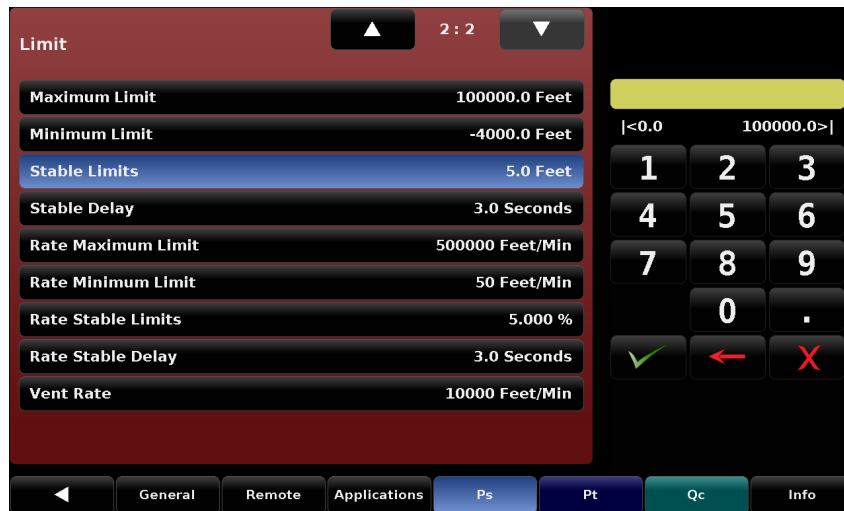 Limit
2 : 2
Maximum Limit 100000.0 Feet
Minimum Limit -4000.0 Feet
Stable Limits 5.0 Feet
Stable Delay 3.0 Seconds
Rate Maximum Limit 500000 Feet/Min
Rate Minimum Limit 50 Feet/Min
Rate Stable Limits 5.000 %
Rate Stable Delay 3.0 Seconds
Vent Rate 10000 Feet/Min
|<0.0 100000.0>|
1 2 3
4 5 6
7 8 9
0 .
X
General Remote Applications Ps Pt Qc Info